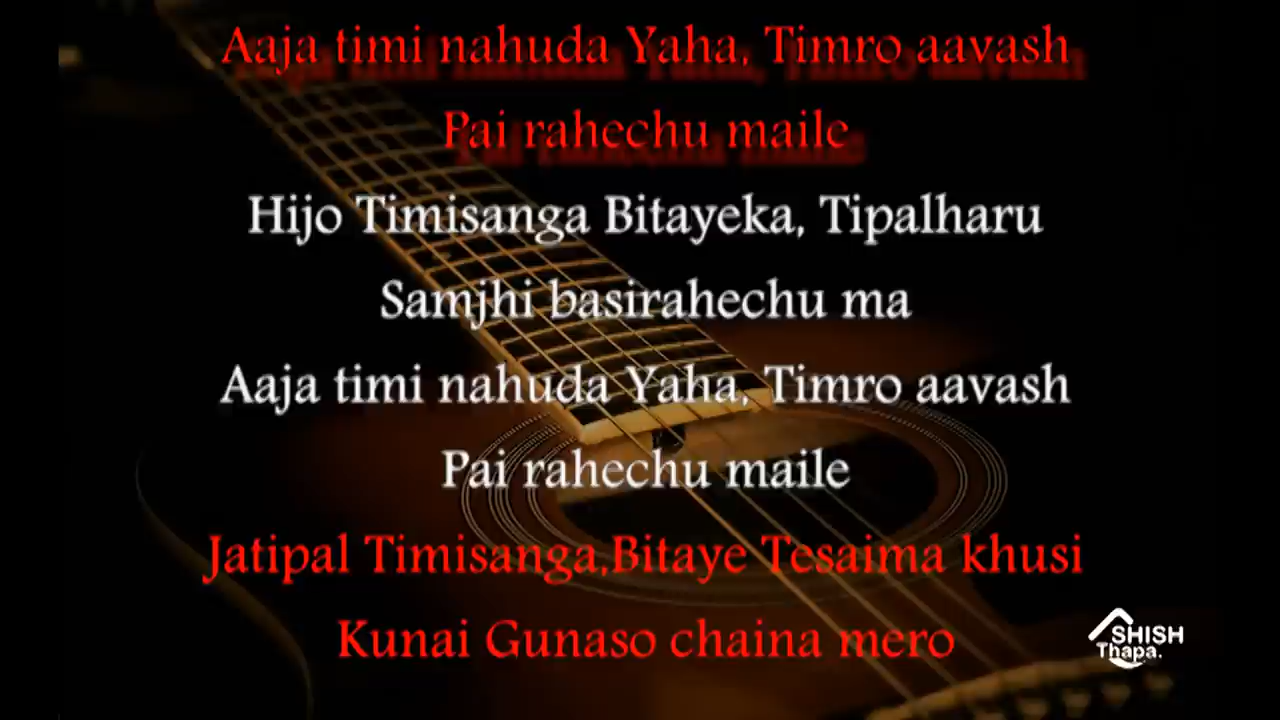 Aaja timi nahuda Yaha, Timro aavash
Pai rahechu maile
Hijo Timisanga Bitayeka, Tipalharu
Samjhi basirahechu ma
Aaja timi nahuda Yaha, Timro aavash
Pai rahechu maile
Jatipal Timisanga,Bitaye Tesaima khusi
Kunai Gunaso chaina mero
SHISH
Thapa.